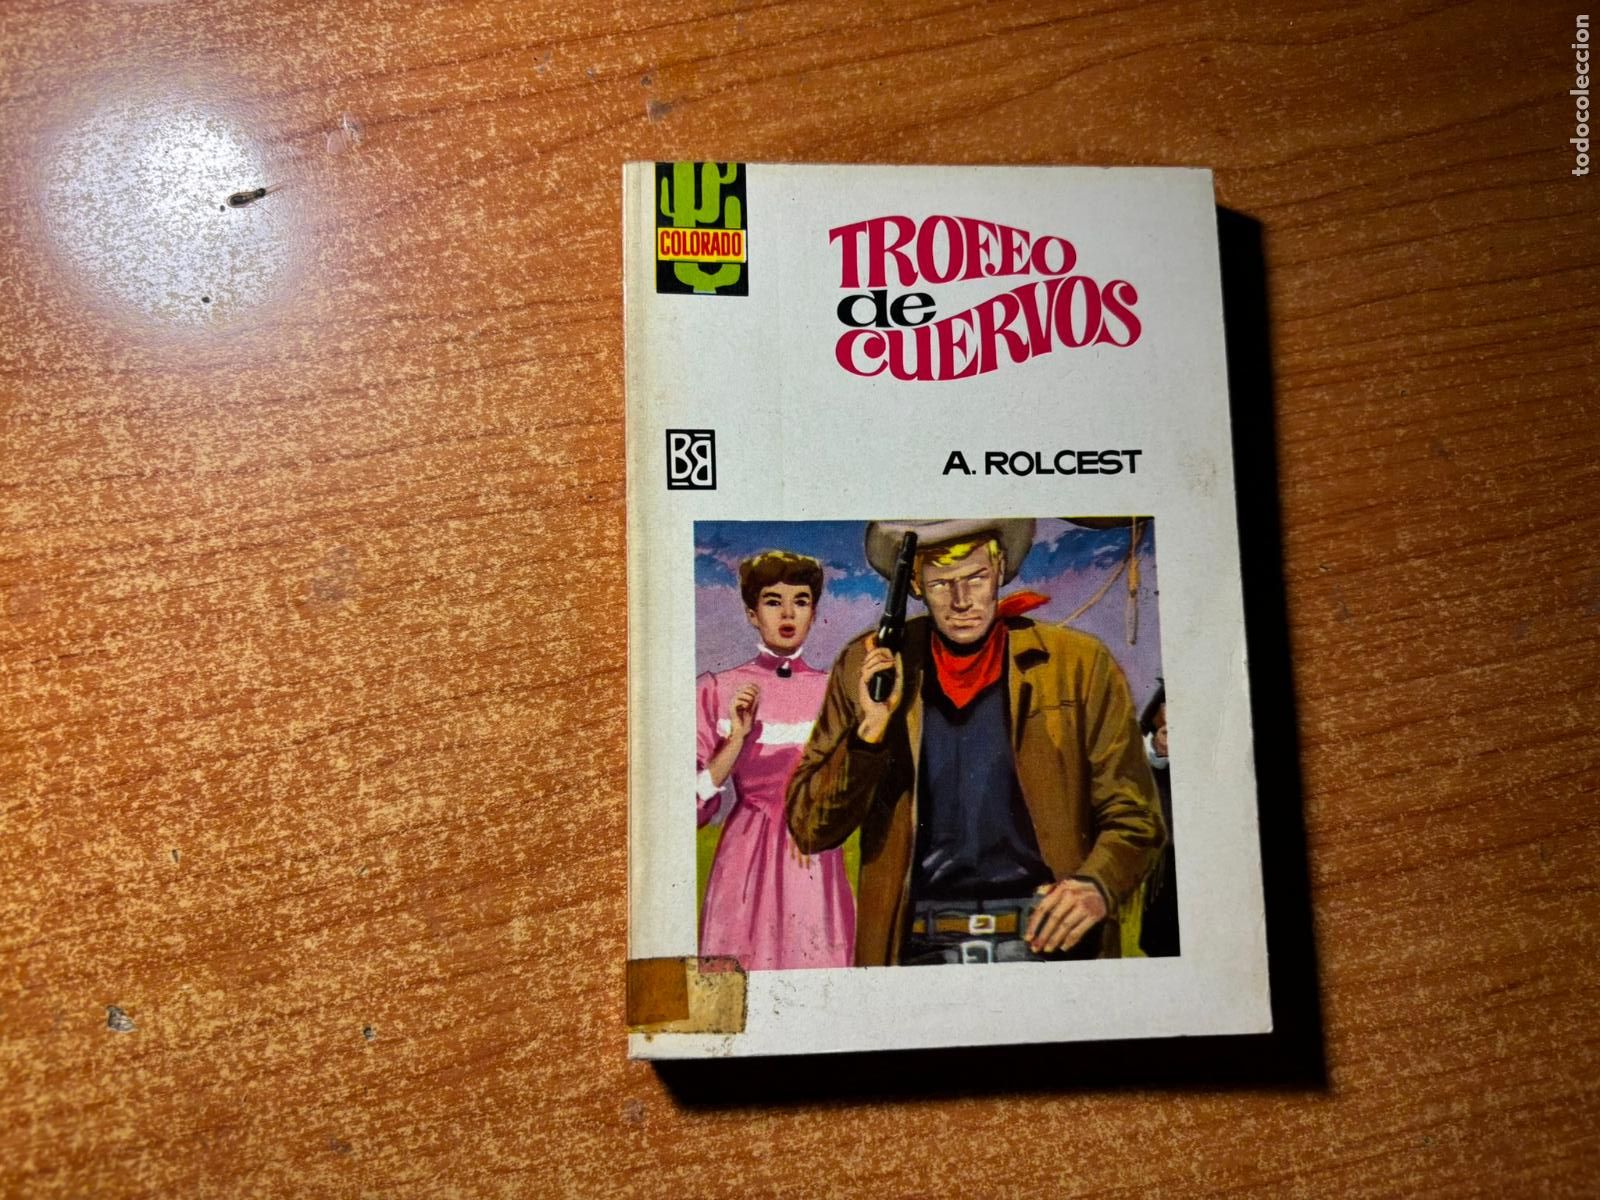 COLORADO
TROFEO
de
CUERVOS
BB
A. ROLCEST
todocoleccion